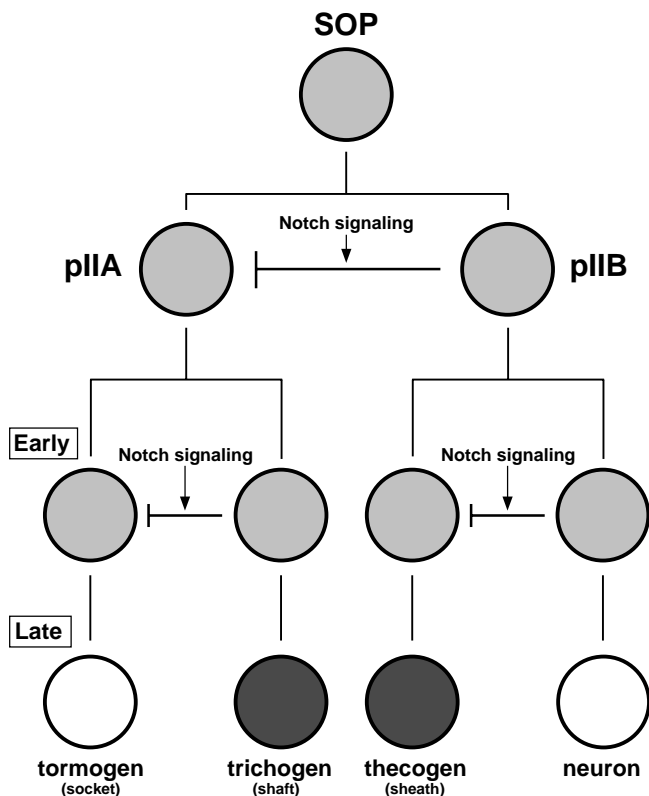 SOP
Notch signaling
pIIA
pIIB
Early
Notch signaling
Notch signaling
Late
tormogen
(socket)
trichogen
(shaft)
thecogen
(sheath)
neuron